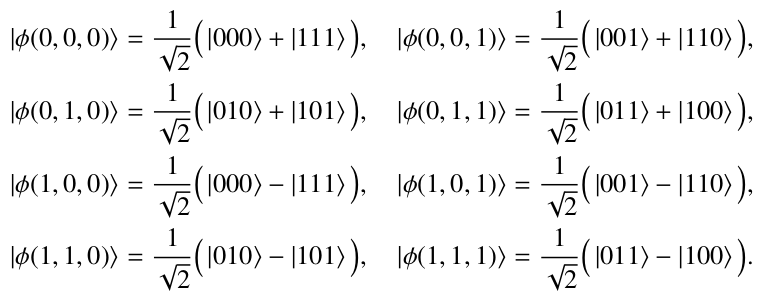 |ϕ(0, 0, 0)⟩ = 1/√2 ( |000⟩ + |111⟩ ), |ϕ(0, 0, 1)⟩ = 1/√2 ( |001⟩ + |110⟩ ),
|ϕ(0, 1, 0)⟩ = 1/√2 ( |010⟩ + |101⟩ ), |ϕ(0, 1, 1)⟩ = 1/√2 ( |011⟩ + |100⟩ ),
|ϕ(1, 0, 0)⟩ = 1/√2 ( |000⟩ − |111⟩ ), |ϕ(1, 0, 1)⟩ = 1/√2 ( |001⟩ − |110⟩ ),
|ϕ(1, 1, 0)⟩ = 1/√2 ( |010⟩ − |101⟩ ), |ϕ(1, 1, 1)⟩ = 1/√2 ( |011⟩ − |100⟩ ).